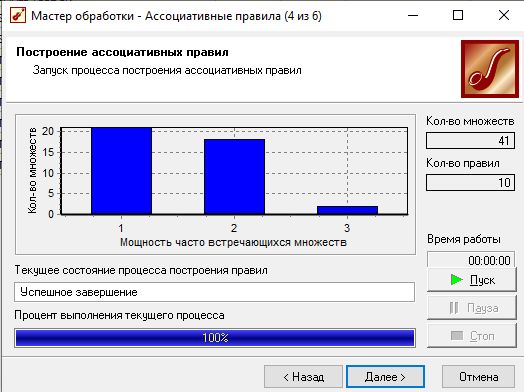 Мастер обработки - Ассоциативные правила (4 из 6)
Построение ассоциативных правил
Запуск процесса построения ассоциативных правил
Кол-во множеств
20
15
10
5
0
1 2 3
Мощность часто встречающихся множеств
Кол-во множеств
41
Кол-во правил
10
Время работы
00:00:00
Пуск
Пауза
Стоп
Текущее состояние процесса построения правил
Успешное завершение
Процент выполнения текущего процесса
100%
< Назад
Далее >
Отмена